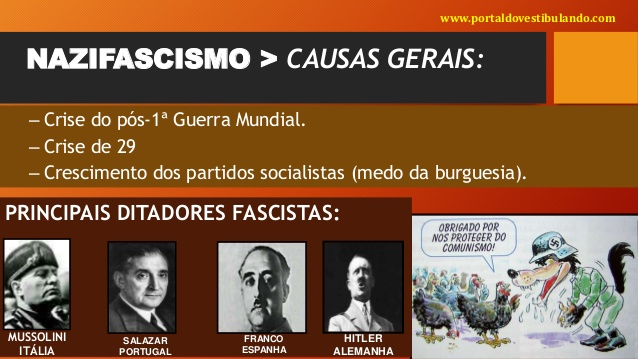 www.portaldovestibulando.com
NAZIFASCISMO > CAUSAS GERAIS:
– Crise do pós-1ª Guerra Mundial.
– Crise de 29
– Crescimento dos partidos socialistas (medo da burguesia).
PRINCIPAIS DITADORES FASCISTAS:
MUSSOLINI
ITÁLIA
SALAZAR
PORTUGAL
FRANCO
ESPANHA
HITLER
ALEMANHA
OBRIGADO POR
NOS PROTEGER DO
COMUNISMO!